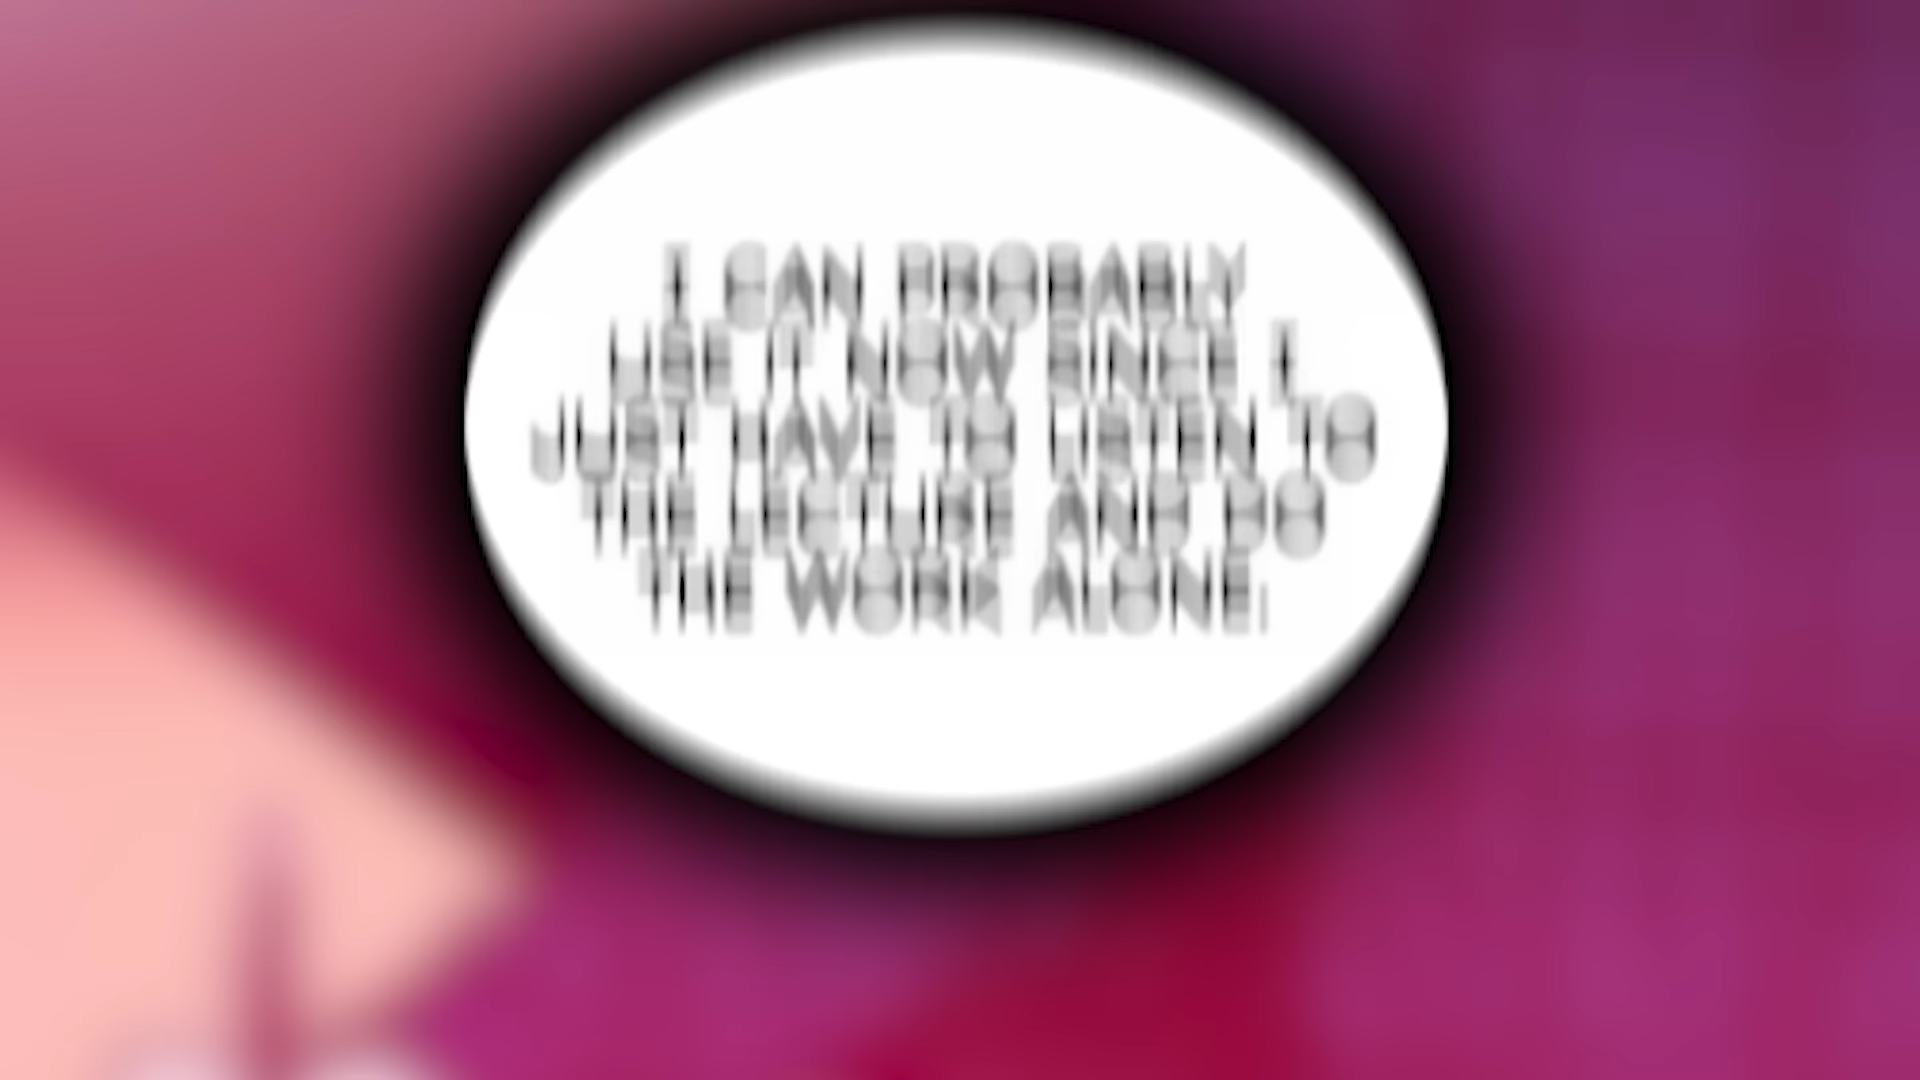 I CAN PROBABLY
USE IT NOW SINCE I
JUST HAVE TO LISTEN TO
THE LECTURE AND DO
THE WORK ALONE.